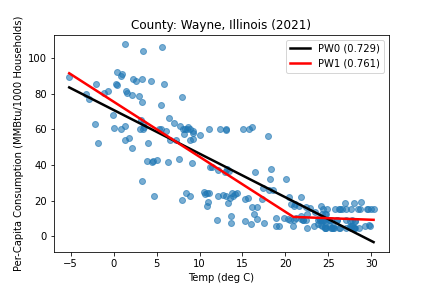 County: Wayne, Illinois (2021)
Per-Capita Consumption (MMBtu/1000 Households)
PW0 (0.729)
PW1 (0.761)
100
80
60
40
20
0
−5 0 5 10 15 20 25 30
Temp (deg C)